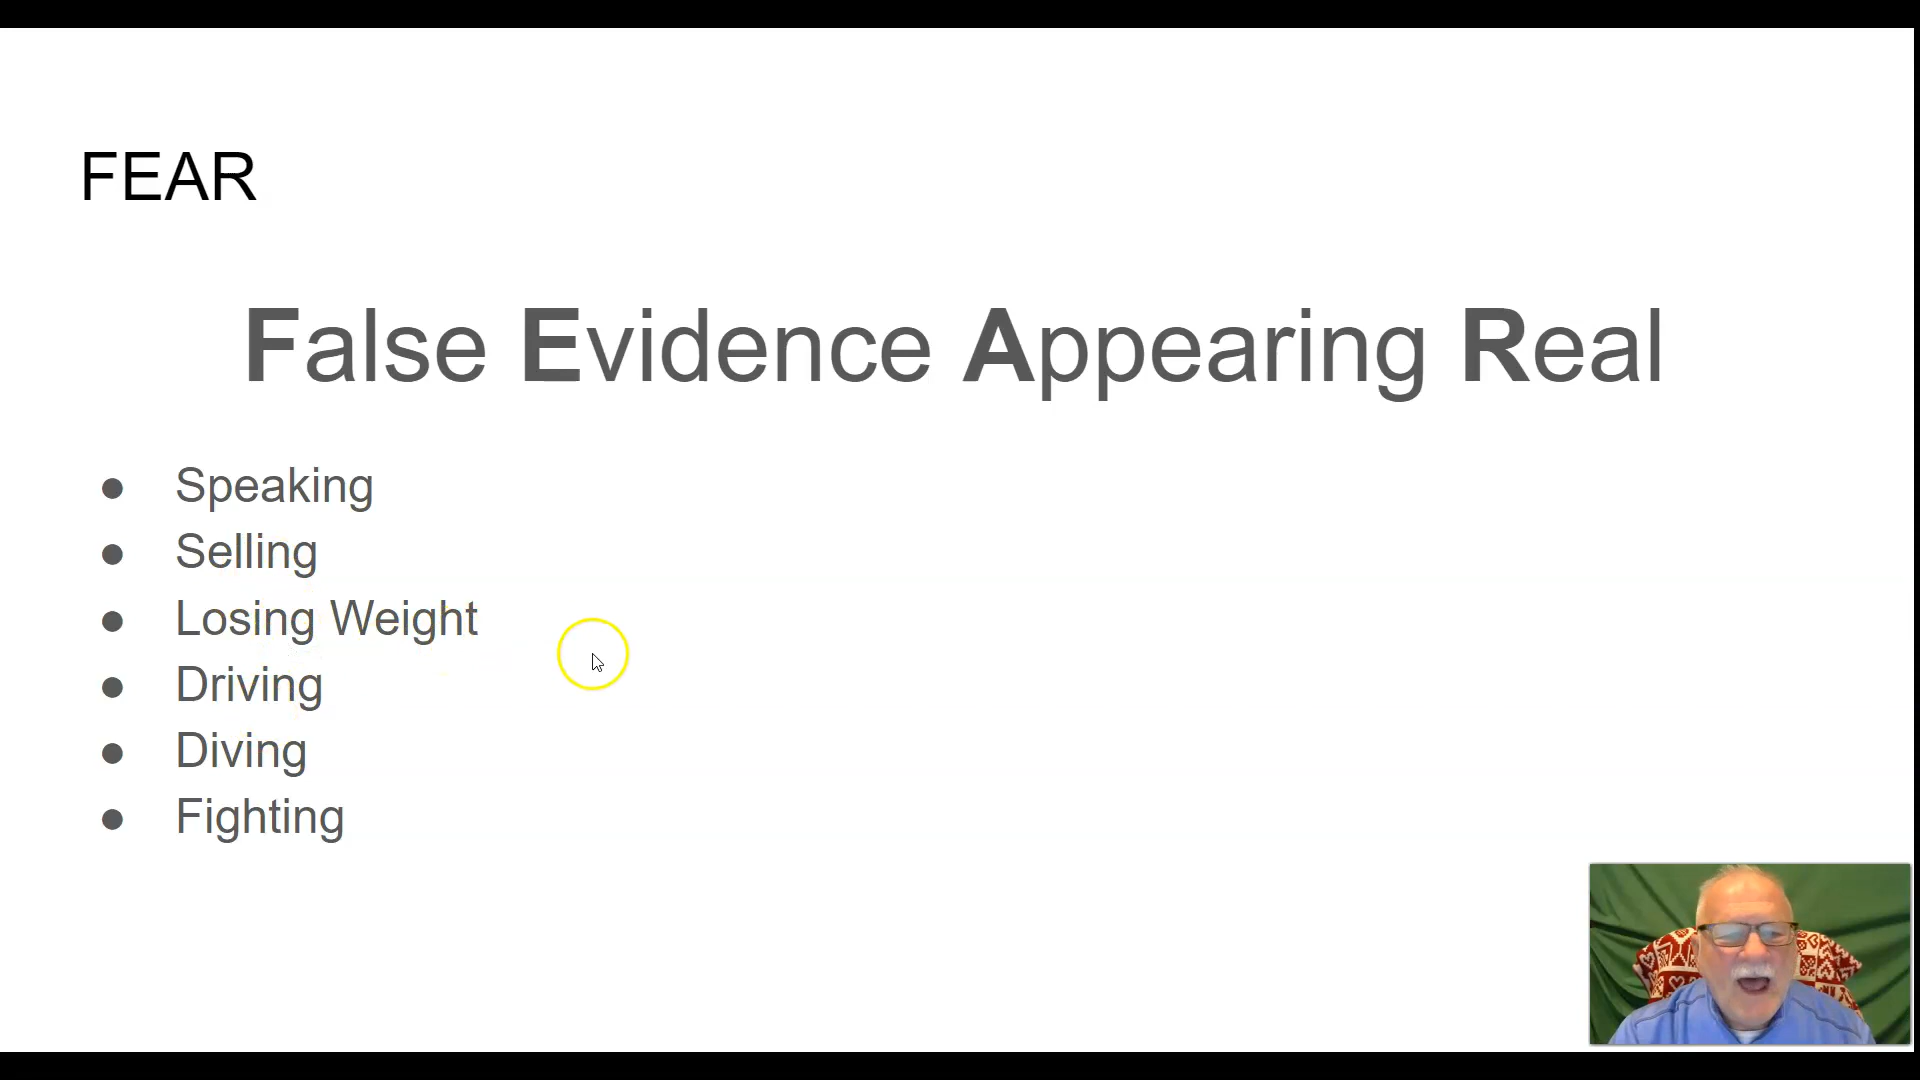 FEAR
False Evidence Appearing Real
● Speaking
● Selling
● Losing Weight
● Driving
● Diving
● Fighting